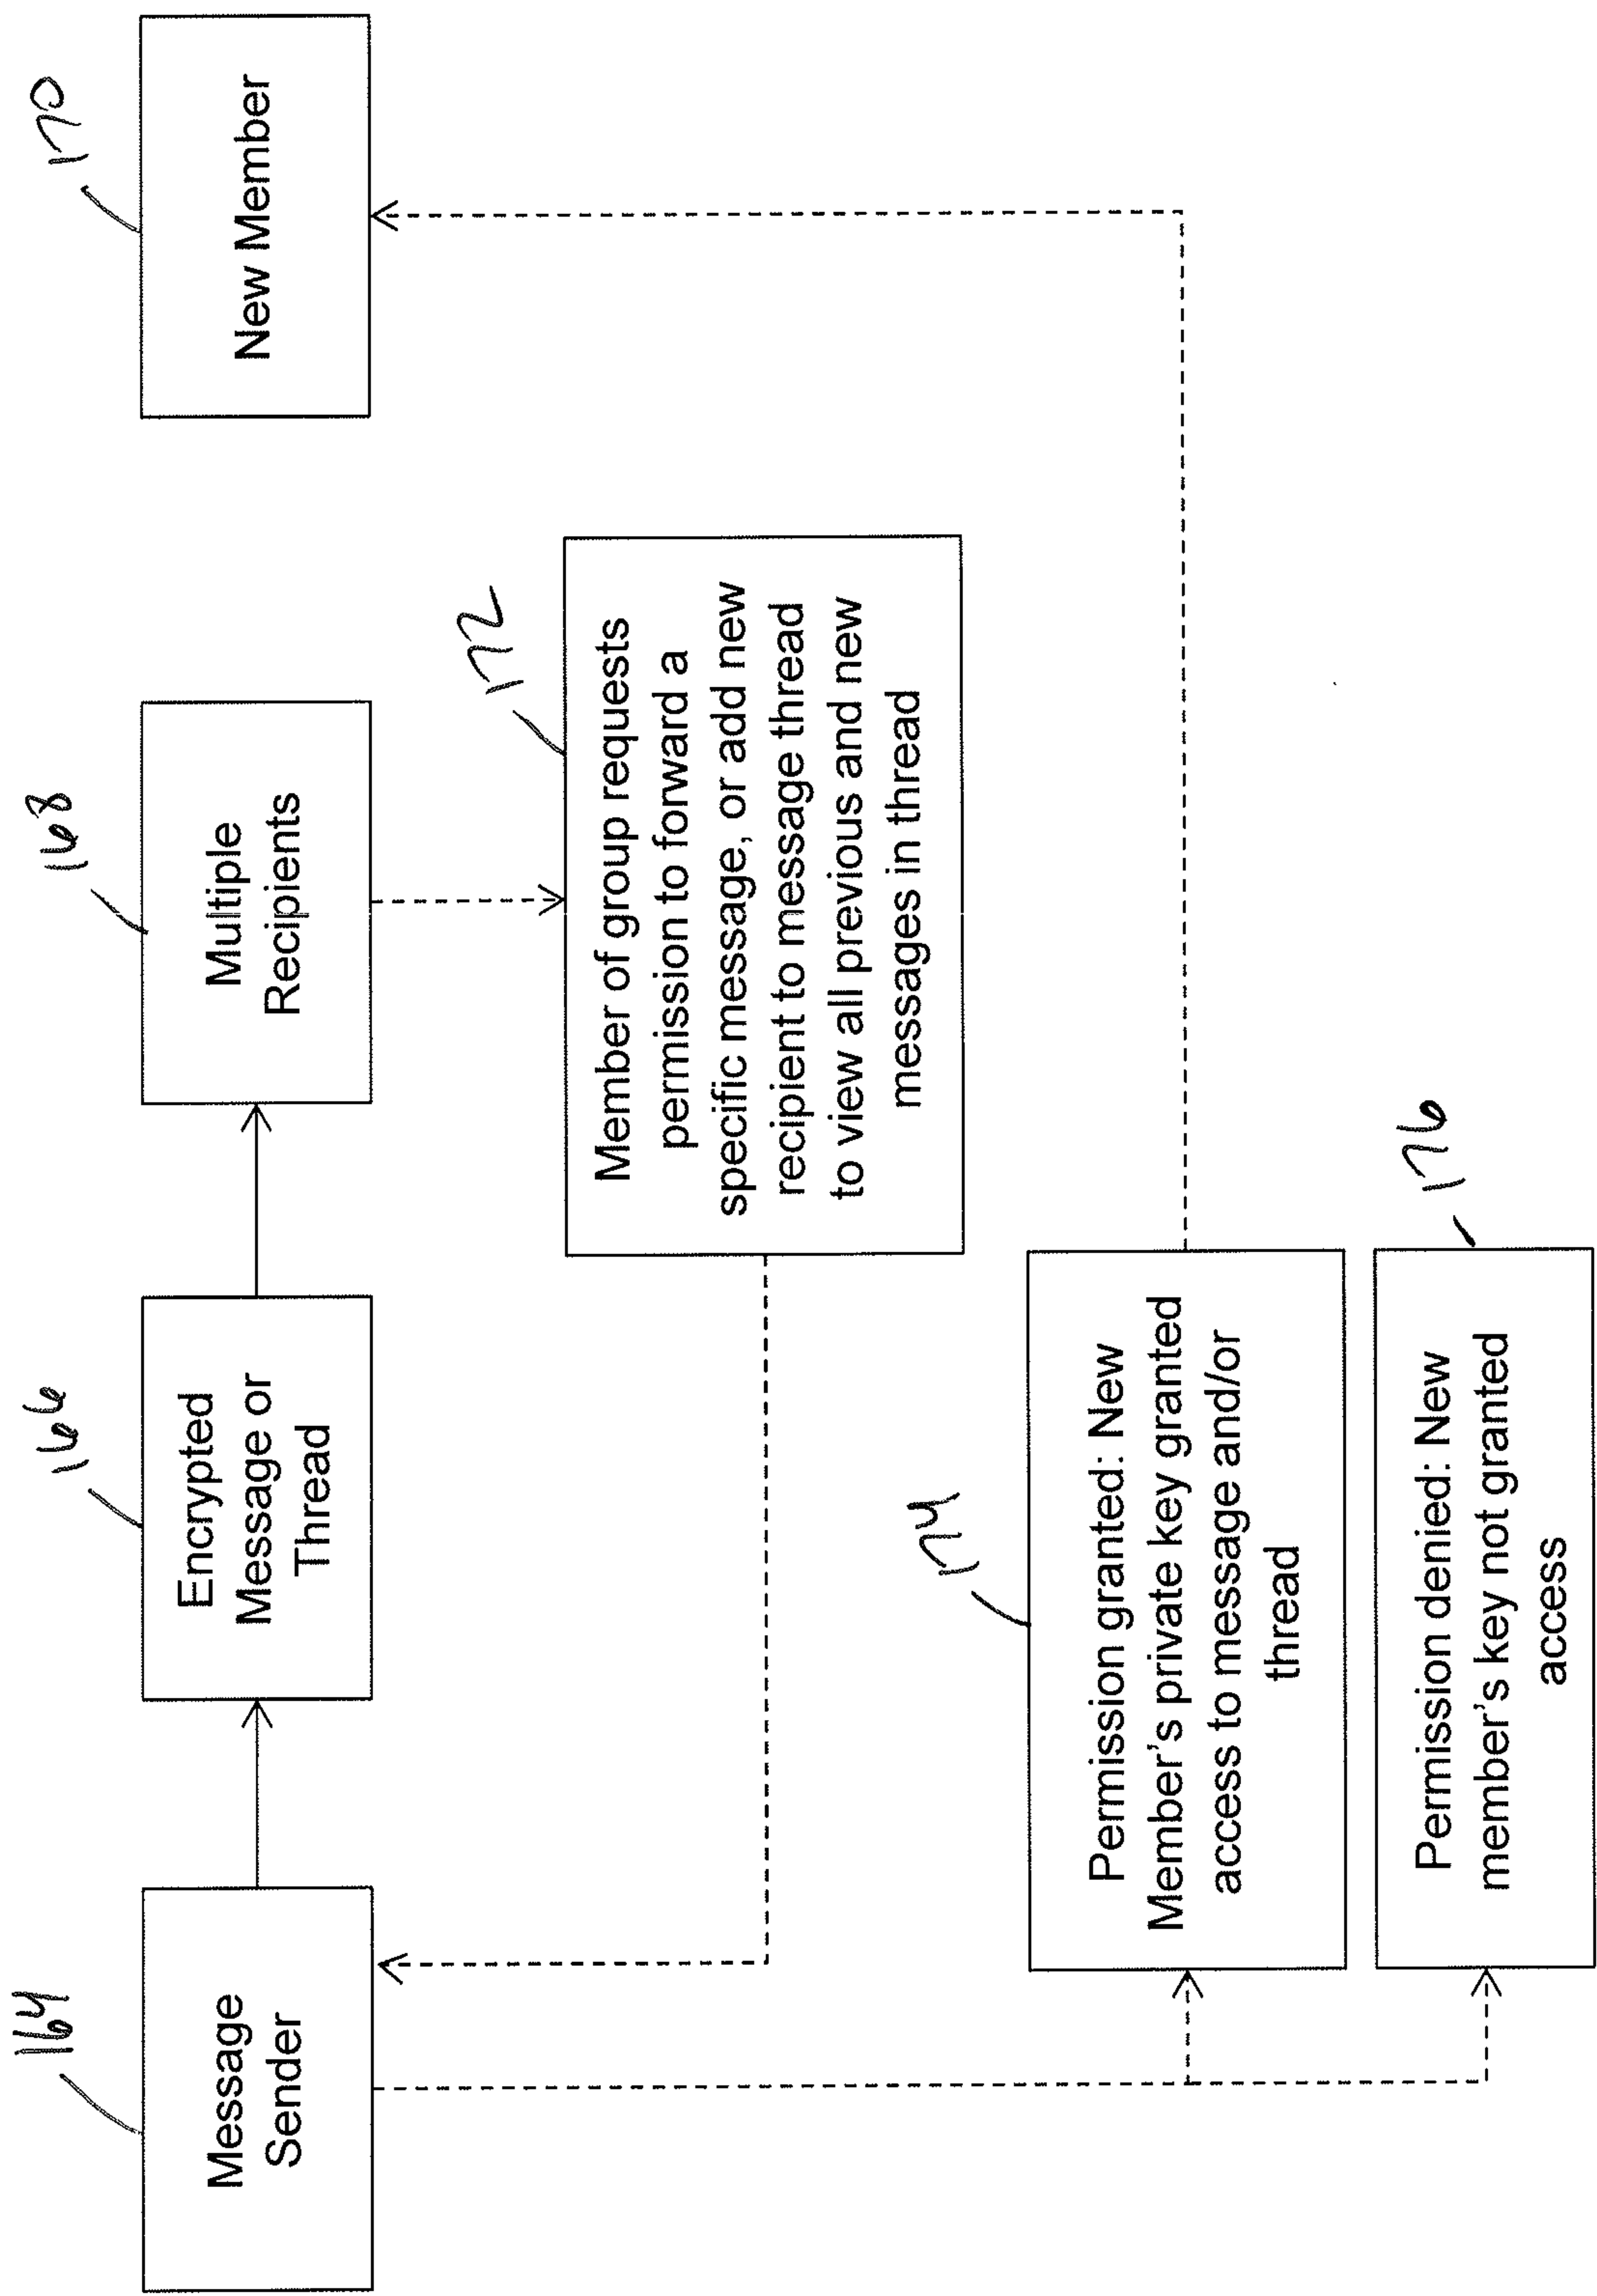 164
Message
Sender
166
Encrypted
Message or
Thread
168
Multiple
Recipients
170
New Member
172
Member of group requests
permission to forward a
specific message, or add new
recipient to message thread
to view all previous and new
messages in thread
174
Permission granted: New
Member's private key granted
access to message and/or
thread
176
Permission denied: New
member's key not granted
access